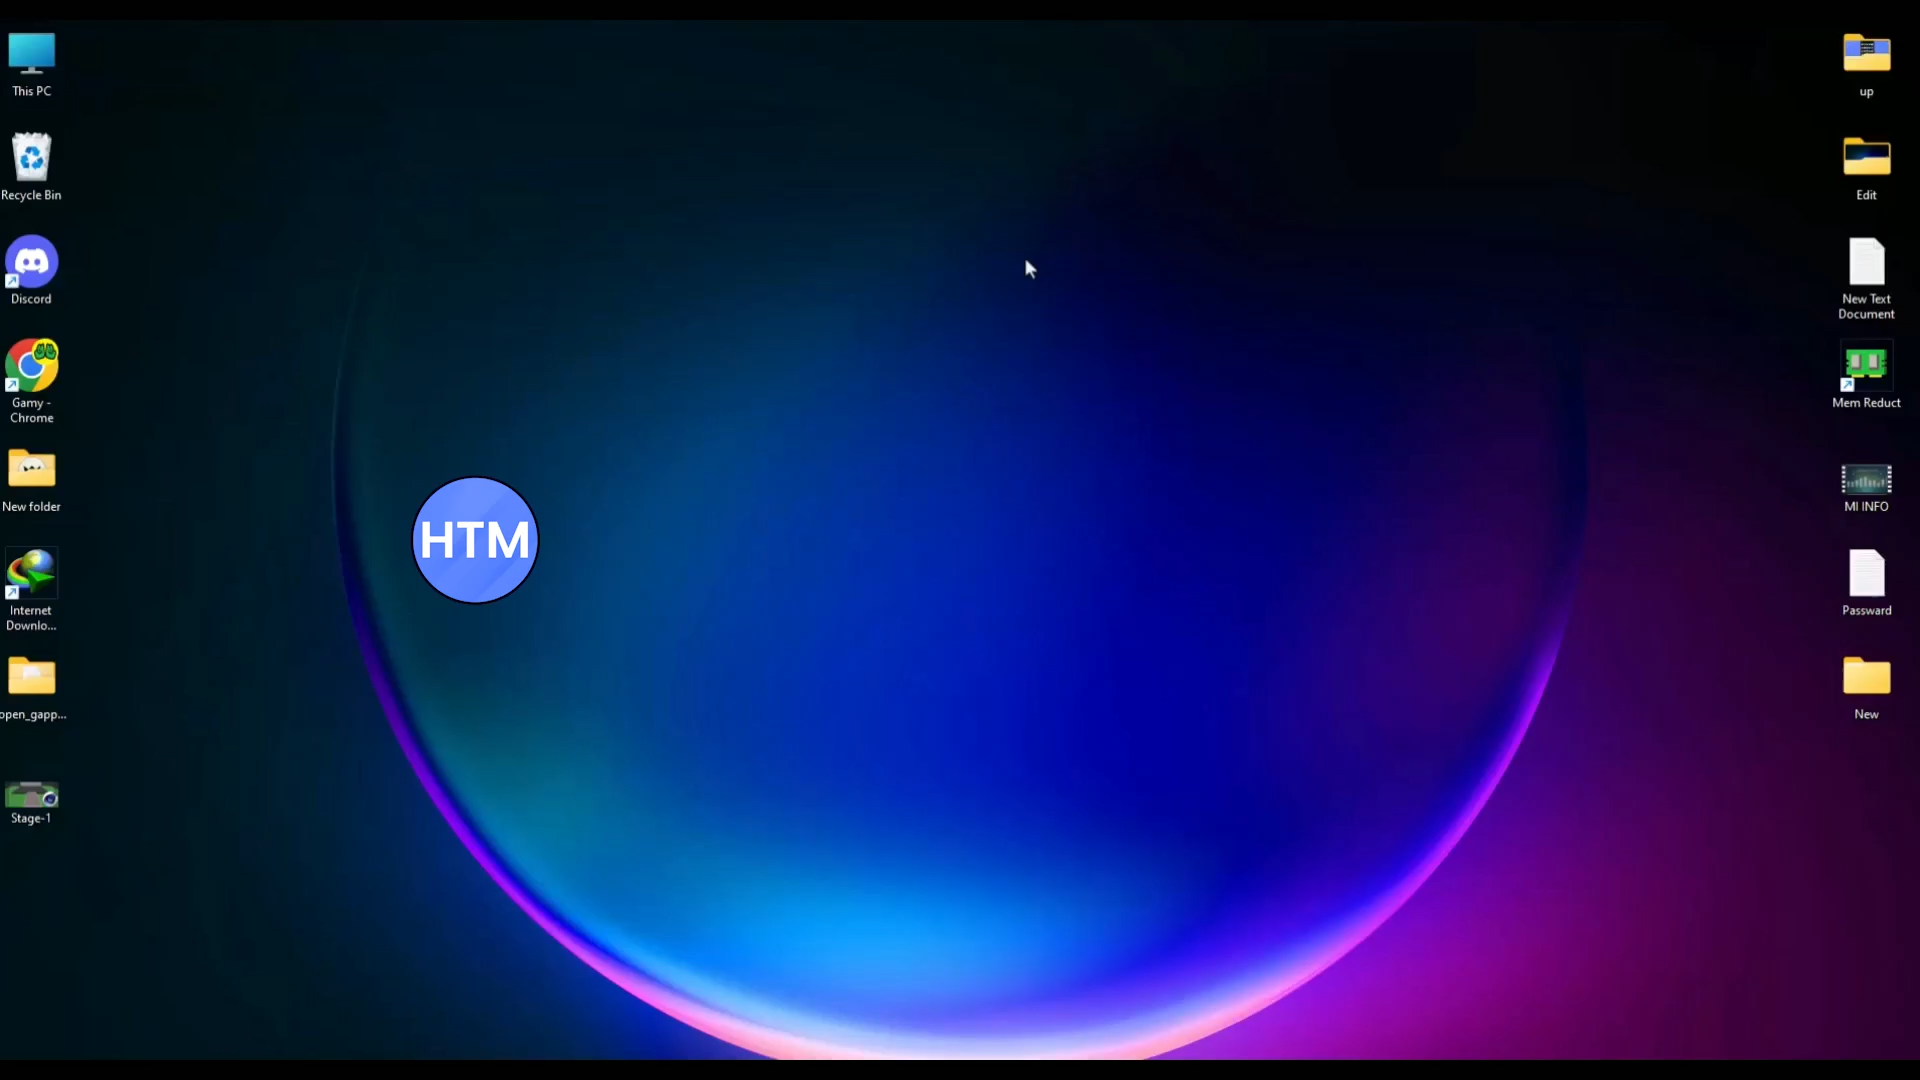 This PC
Recycle Bin
Discord
Gamy -
Chrome
New folder
Internet
Downlo...
open_gapp...
Stage-1
HTM
up
Edit
New Text
Document
Mem Reduct
MI INFO
Passward
New